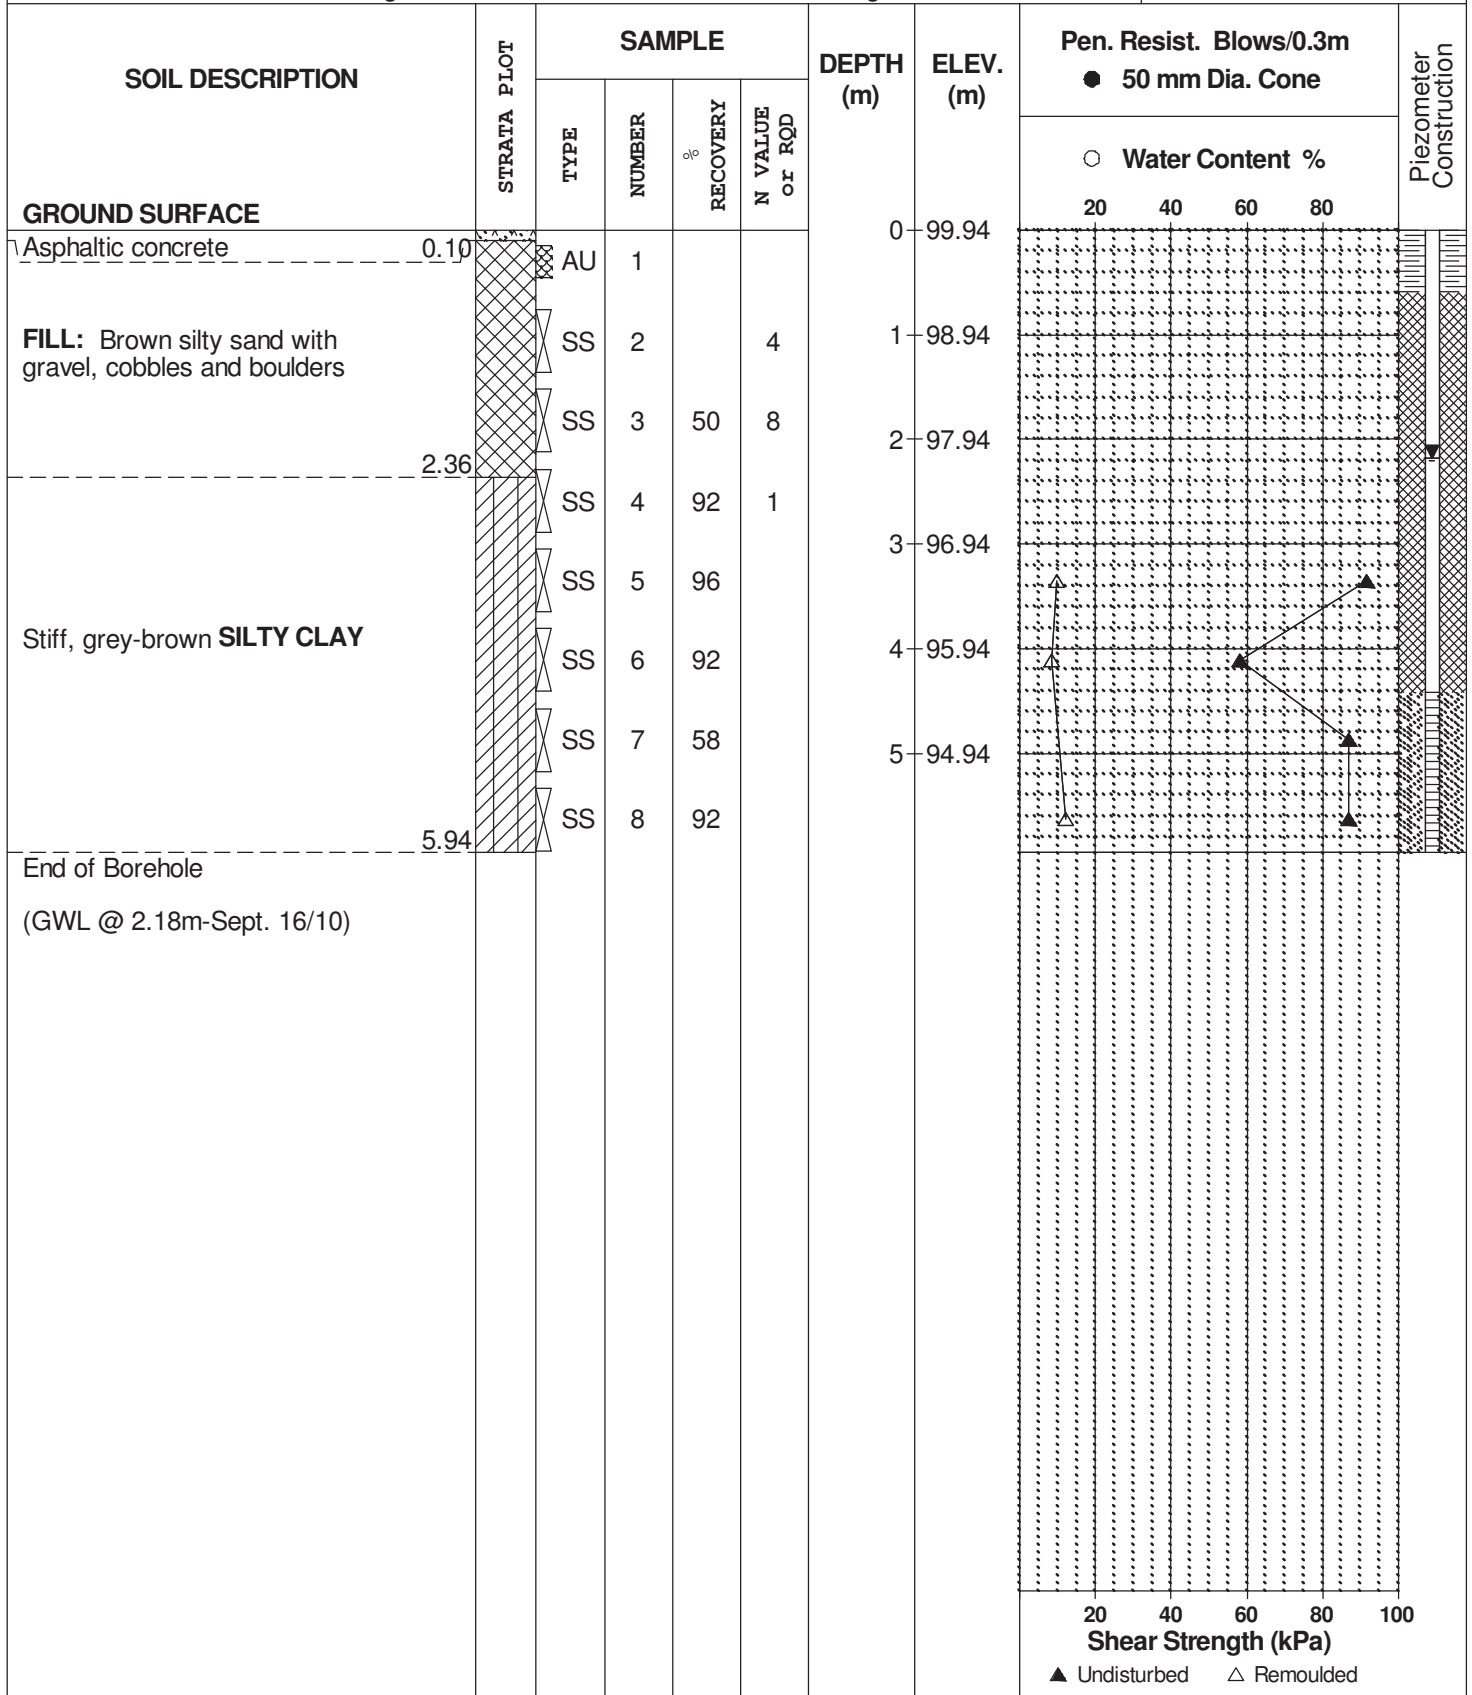 SOIL DESCRIPTION
STRATA PLOT
SAMPLE
TYPE
NUMBER
% RECOVERY
N VALUE or RQD
DEPTH (m)
ELEV. (m)
Pen. Resist. Blows/0.3m
● 50 mm Dia. Cone
○ Water Content %
Piezometer Construction
20 40 60 80
GROUND SURFACE
0 99.94
Asphaltic concrete 0.10
AU 1
FILL: Brown silty sand with
gravel, cobbles and boulders
SS 2 4
1 98.94
SS 3 50 8
2 97.94
2.36
SS 4 92 1
3 96.94
SS 5 96
Stiff, grey-brown SILTY CLAY
SS 6 92
4 95.94
SS 7 58
5 94.94
SS 8 92
5.94
End of Borehole
(GWL @ 2.18m-Sept. 16/10)
20 40 60 80 100
Shear Strength (kPa)
▲ Undisturbed △ Remoulded